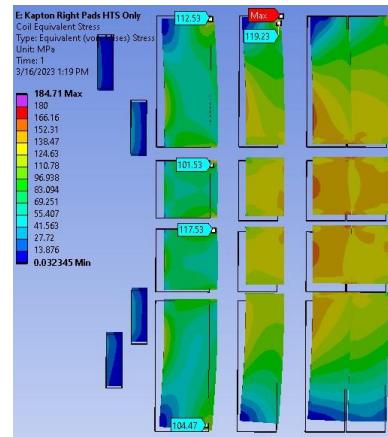 E: Kapton Right Pads HTS Only
Coil Equivalent Stress
Type: Equivalent (von-Mises) Stress
Unit: MPa
Time: 1
3/16/2023 1:19 PM
184.71 Max
180
166.16
152.31
138.47
124.63
110.78
96.938
83.094
69.251
55.407
41.563
27.72
13.876
0.032345 Min
112.53
Max
119.23
101.53
117.53
104.47